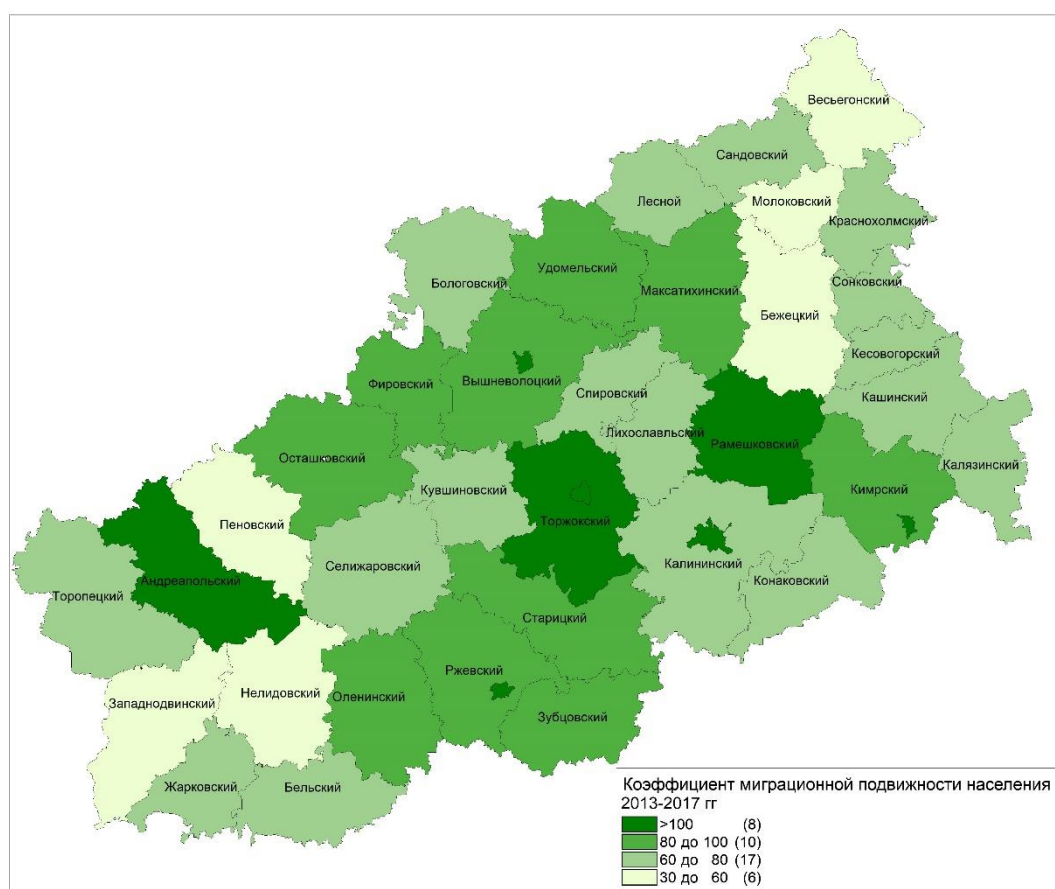 Весьегонский
Сандовский
Лесной
Молоковский
Краснохолмский
Удомельский
Бологовский
Максатихинский
Сонковский
Бежецкий
Кесовогорский
Фировский
Вышневолоцкий
Спировский
Кашинский
Лихославльский
Рамешковский
Осташковский
Калязинский
Кувшиновский
Кимрский
Пеновский
Торжокский
Селижаровский
Андреапольский
Калининский
Конаковский
Торопецкий
Старицкий
Ржевский
Нелидовский
Оленинский
Западнодвинский
Зубцовский
Жарковский
Бельский
Коэффициент миграционной подвижности населения
2013-2017 гг
>100 (8)
80 до 100 (10)
60 до 80 (17)
30 до 60 (6)